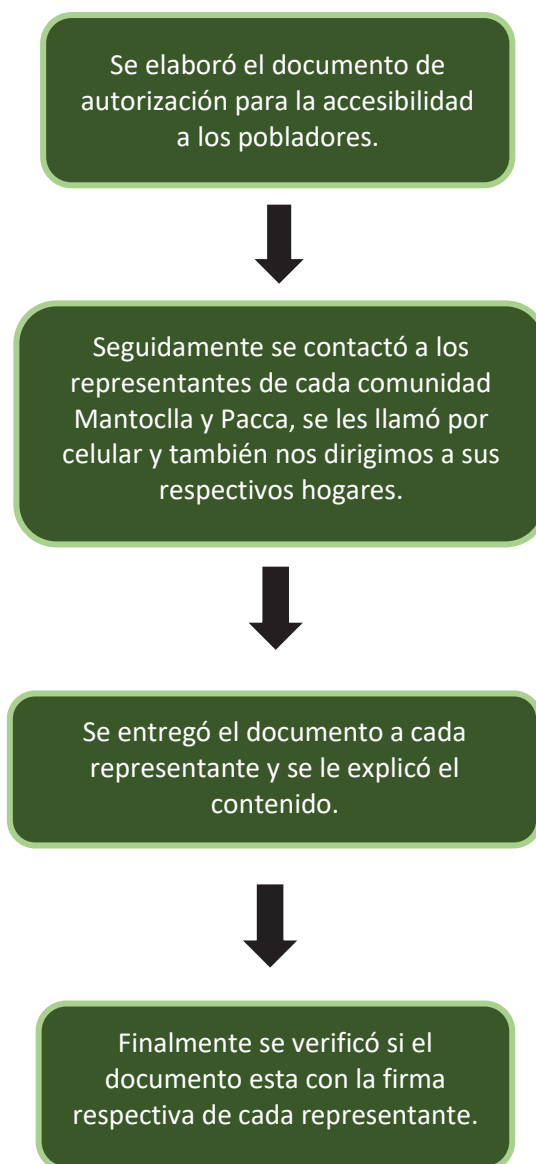 Se elaboró el documento de
autorización para la accesibilidad
a los pobladores.
Seguidamente se contactó a los
representantes de cada comunidad
Mantoclla y Pacca, se les llamó por
celular y también nos dirigimos a sus
respectivos hogares.
Se entregó el documento a cada
representante y se le explicó el
contenido.
Finalmente se verificó si el
documento esta con la firma
respectiva de cada representante.